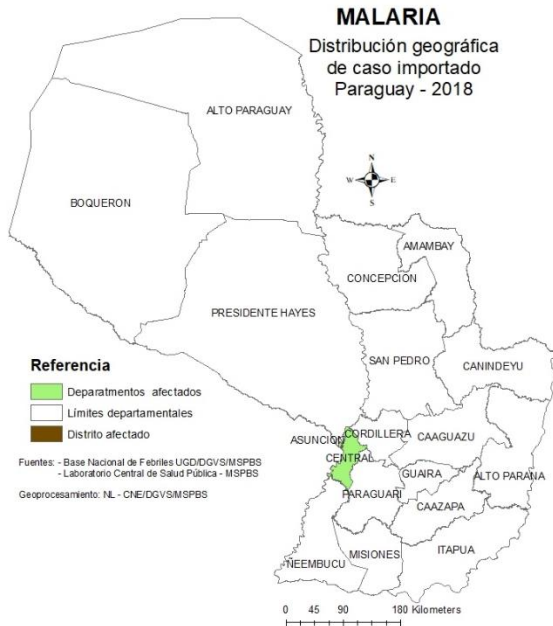 MALARIA
Distribución geográfica
de caso importado
Paraguay - 2018
ALTO PARAGUAY
N
W E
S
BOQUERON
AMAMBAY
CONCEPCION
PRESIDENTE HAYES
SAN PEDRO
CANINDEYU
Referencia
Deparatmentos afectados
Límites departamentales
Distrito afectado
ASUNCION
CORDILLERA
CAAGUAZU
CENTRAL
GUAIRA
ALTO PARANA
PARAGUARI
CAAZAPA
ÑEEMBUCU
MISIONES
ITAPUA
Fuentes: - Base Nacional de Febriles UGD/DGVS/MSPBS
- Laboratorio Central de Salud Pública - MSPBS
Geoprocesamiento: NL - CNE/DGVS/MSPBS
0 45 90 180 Kilometers